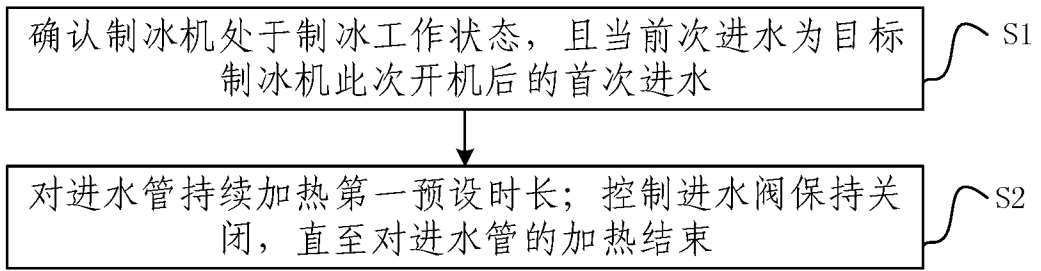 确认制冰机处于制冰工作状态，且当前次进水为目标
制冰机此次开机后的首次进水
S1
对进水管持续加热第一预设时长；控制进水阀保持关
闭，直至对进水管的加热结束
S2